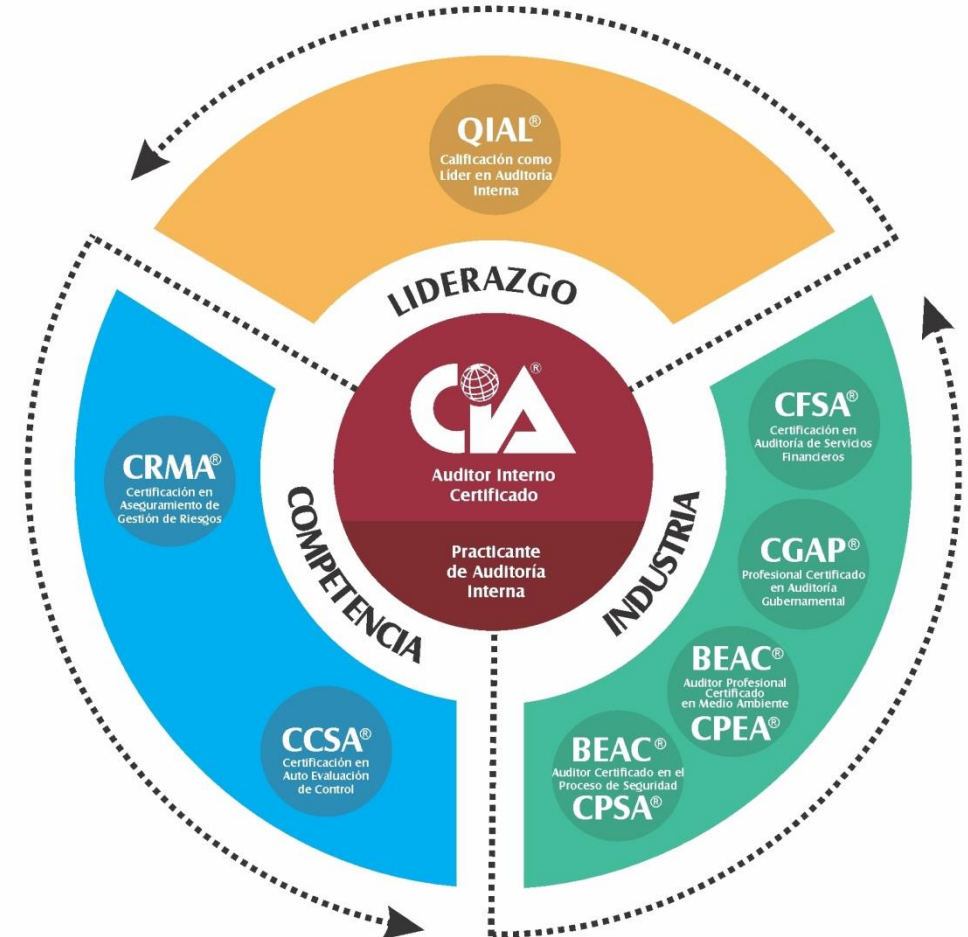 QIAL®
Calificación como
Líder en Auditoría
Interna
LIDERAZGO
CIA®
Auditor Interno
Certificado
Practicante
de Auditoría
Interna
COMPETENCIA
CRMA®
Certificación en
Aseguramiento de
Gestión de Riesgos
CCSA®
Certificación en
Auto Evaluación
de Control
INDUSTRIA
CFSA®
Certificación en
Auditoría de Servicios
Financieros
CGAP®
Profesional Certificado
en Auditoría
Gubernamental
BEAC®
Auditor Profesional
Certificado
en Medio Ambiente
CPEA®
BEAC®
Auditor Certificado en el
Proceso de Seguridad
CPSA®